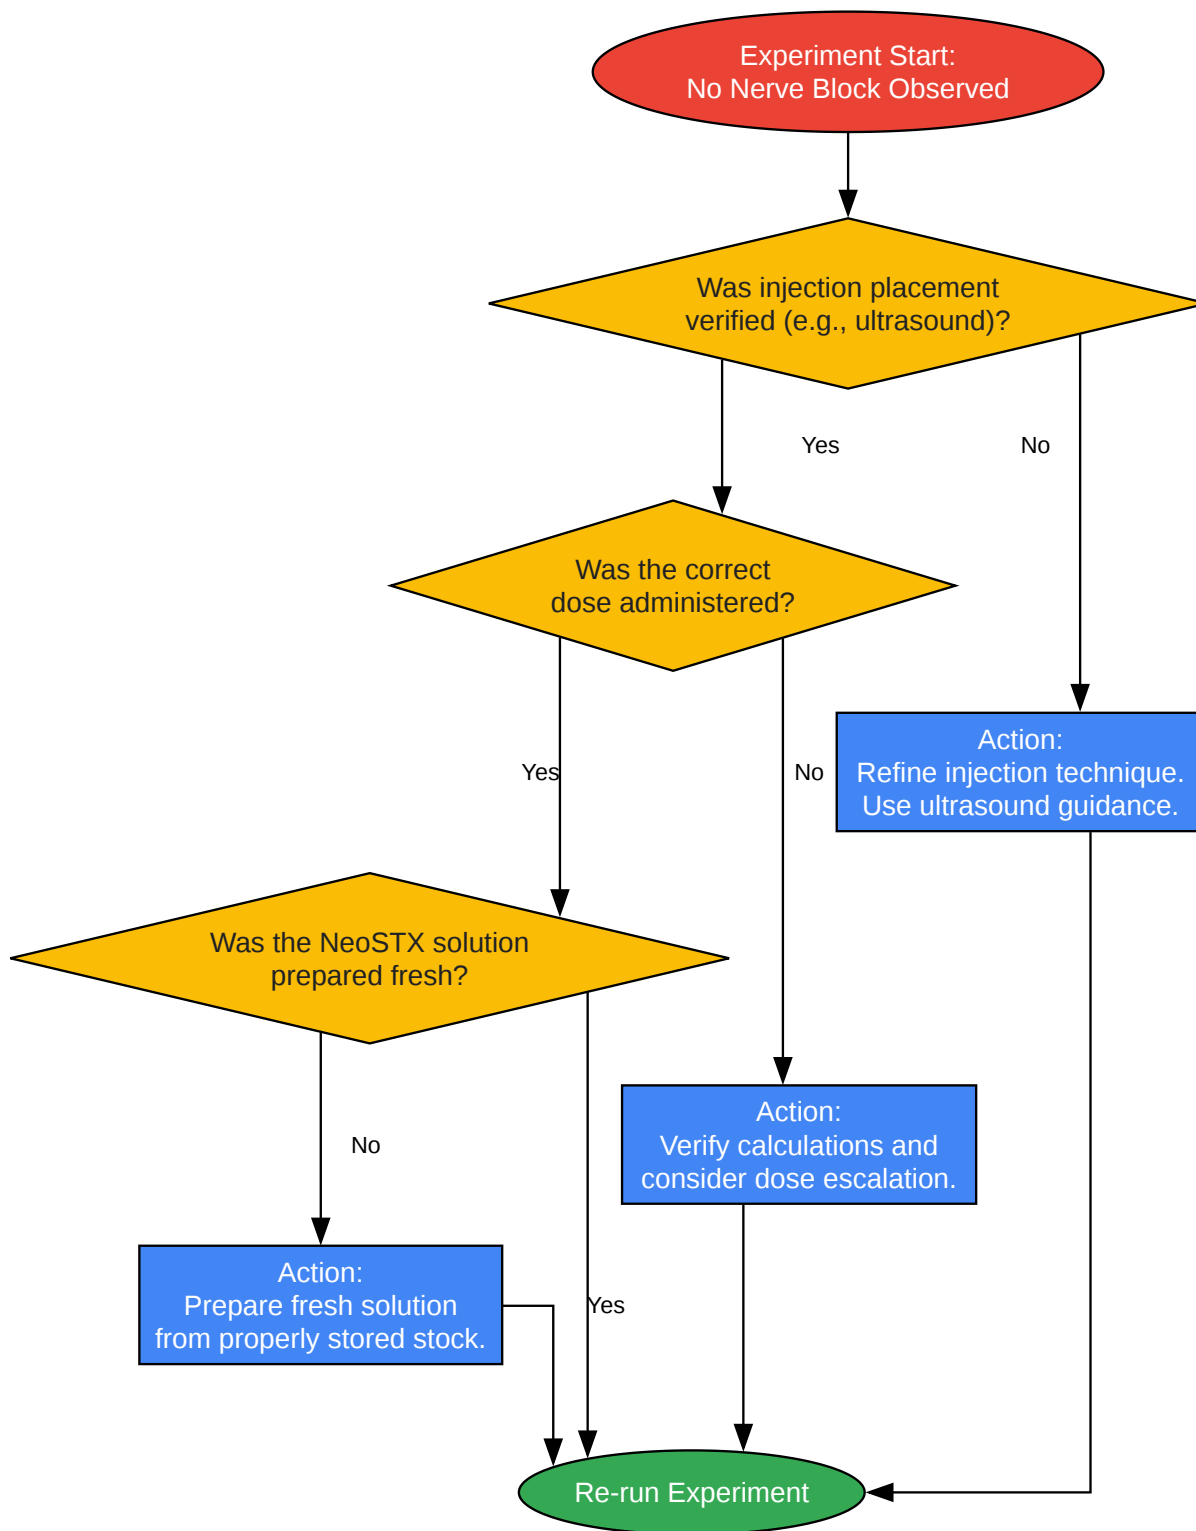 Experiment Start:
No Nerve Block Observed
Was injection placement
verified (e.g., ultrasound)?
Yes
No
Was the correct
dose administered?
Yes
No
Action:
Refine injection technique.
Use ultrasound guidance.
Was the NeoSTX solution
prepared fresh?
No
Yes
Action:
Verify calculations and
consider dose escalation.
Action:
Prepare fresh solution
from properly stored stock.
Re-run Experiment